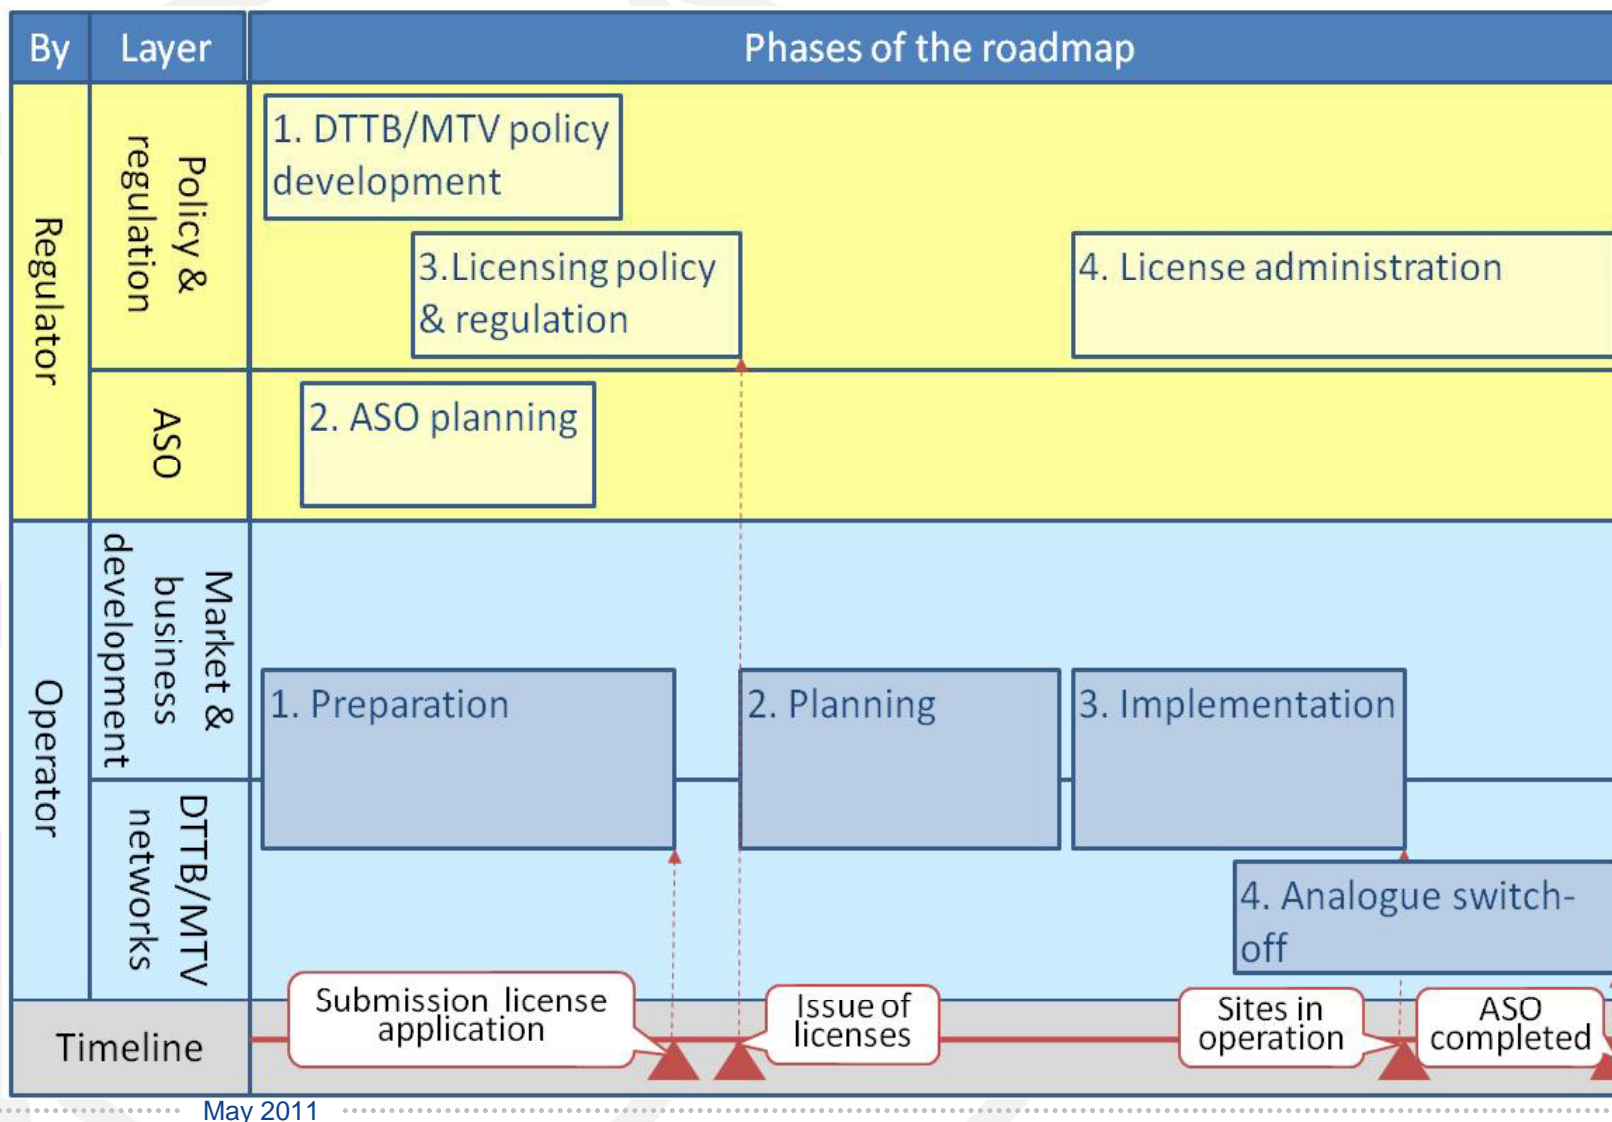 By
Layer
Phases of the roadmap
Regulator
Policy &
regulation
1. DTTB/MTV policy
development
3.Licensing policy
& regulation
4. License administration
ASO
2. ASO planning
Operator
Market &
business
development
1. Preparation
2. Planning
3. Implementation
DTTB/MTV
networks
4. Analogue switch-
off
Timeline
Submission license
application
Issue of
licenses
Sites in
operation
ASO
completed
May 2011